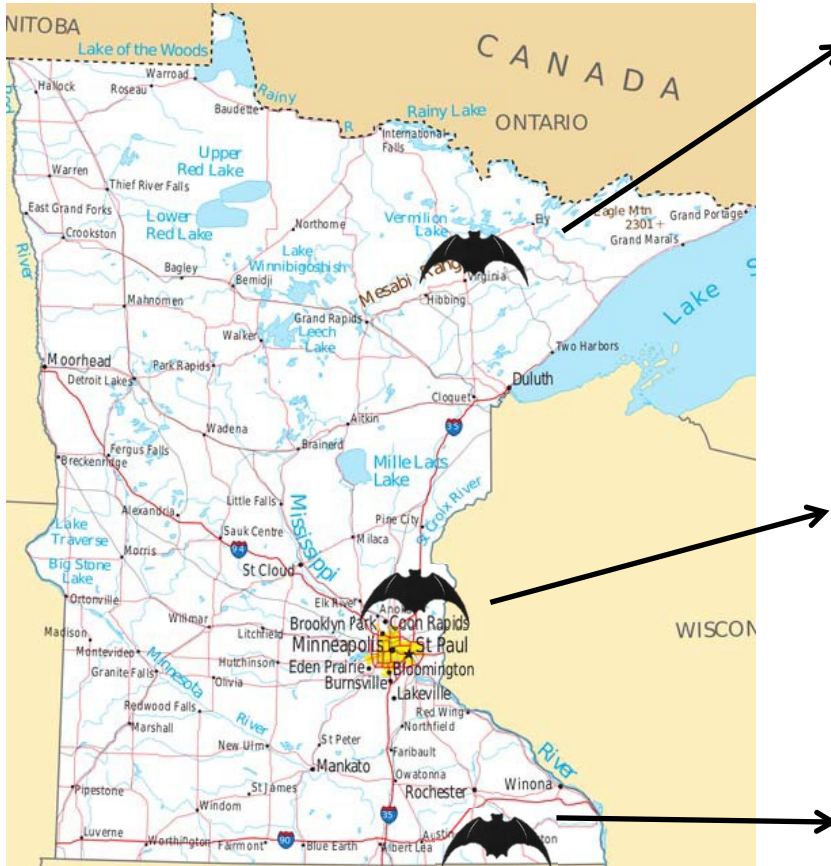 NITOBA
Lake of the Woods
CANADA
Warroad
Hallock
Roseau
Rainy
Baudette
R
Rainy Lake
ONTARIO
International
Falls
Upper
Red Lake
Warren
Thief River Falls
East Grand Forks
Lower
Red Lake
Crookston
Northome
Vermilion
Lake
Eagle Mtn
2301 +
Grand Portage
Grand Marais
River
Bagley
Bemidji
Lake
Winnibigoshish
Mesabi
Virginia
Hibbing
Mahnomen
Grand Rapids
Lake S
Walker
Leech
Lake
Two Harbors
Moorhead
Park Rapids
Detroit Lakes
Duluth
Cloquet
Aitkin
35
Wadena
Brainerd
Fergus Falls
Breckenridge
Mille Lacs
Lake
Little Falls
Mississippi
St Croix River
Alexandria
Pine City
Lake
Traverse
Sauk Centre
94
Milaca
Morris
Big Stone
Lake
St Cloud
Ortonville
Elk River
Anoka
Willmar
Brooklyn Park
Coon Rapids
Madison
Litchfield
WISCON
Montevideo
Minneapolis
St Paul
Granite Falls
Minnesota
Hutchinson
Eden Prairie
Bloomington
Olivia
Burnsville
Lakeville
Redwood Falls
Red Wing
Marshall
River
Northfield
New Ulm
St Peter
Faribault
River
Mankato
Owatonna
Pipestone
St James
Rochester
Winona
Windom
35
Luverne
Worthington
Fairmont
90
Blue Earth
Albert Lea